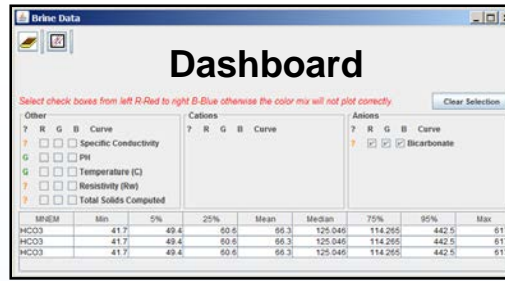 Brine Data
Dashboard
Select check boxes from left R-Red to right B-Blue otherwise the color mix will not plot correctly.
Clear Selection
Other
Cations
Anions
? R G B Curve
? R G B Curve
? R G B Curve
? Specific Conductivity
? Bicarbonate
G PH
G Temperature (C)
? Resistivity (Rw)
? Total Solids Computed
MNEM Min 5% 25% Mean Median 75% 95% Max
HCO3 41.7 49.4 60.6 66.3 125.046 114.265 442.5
HCO3 41.7 49.4 60.6 66.3 125.046 114.265 442.5
HCO3 41.7 49.4 60.6 66.3 125.046 114.265 442.5